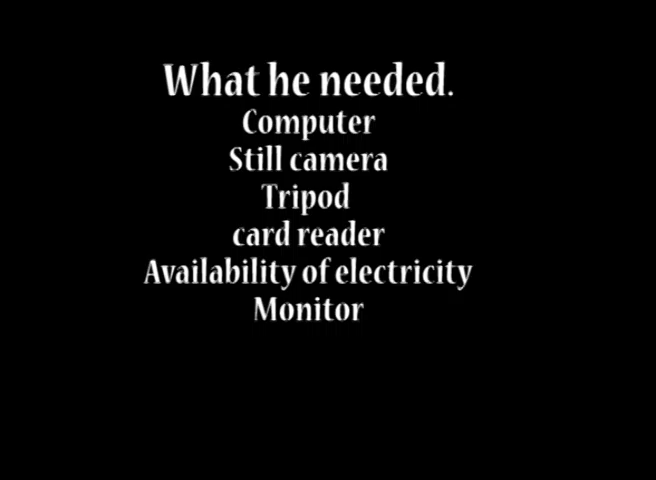 What he needed.
Computer
Still camera
Tripod
card reader
Availability of electricity
Monitor